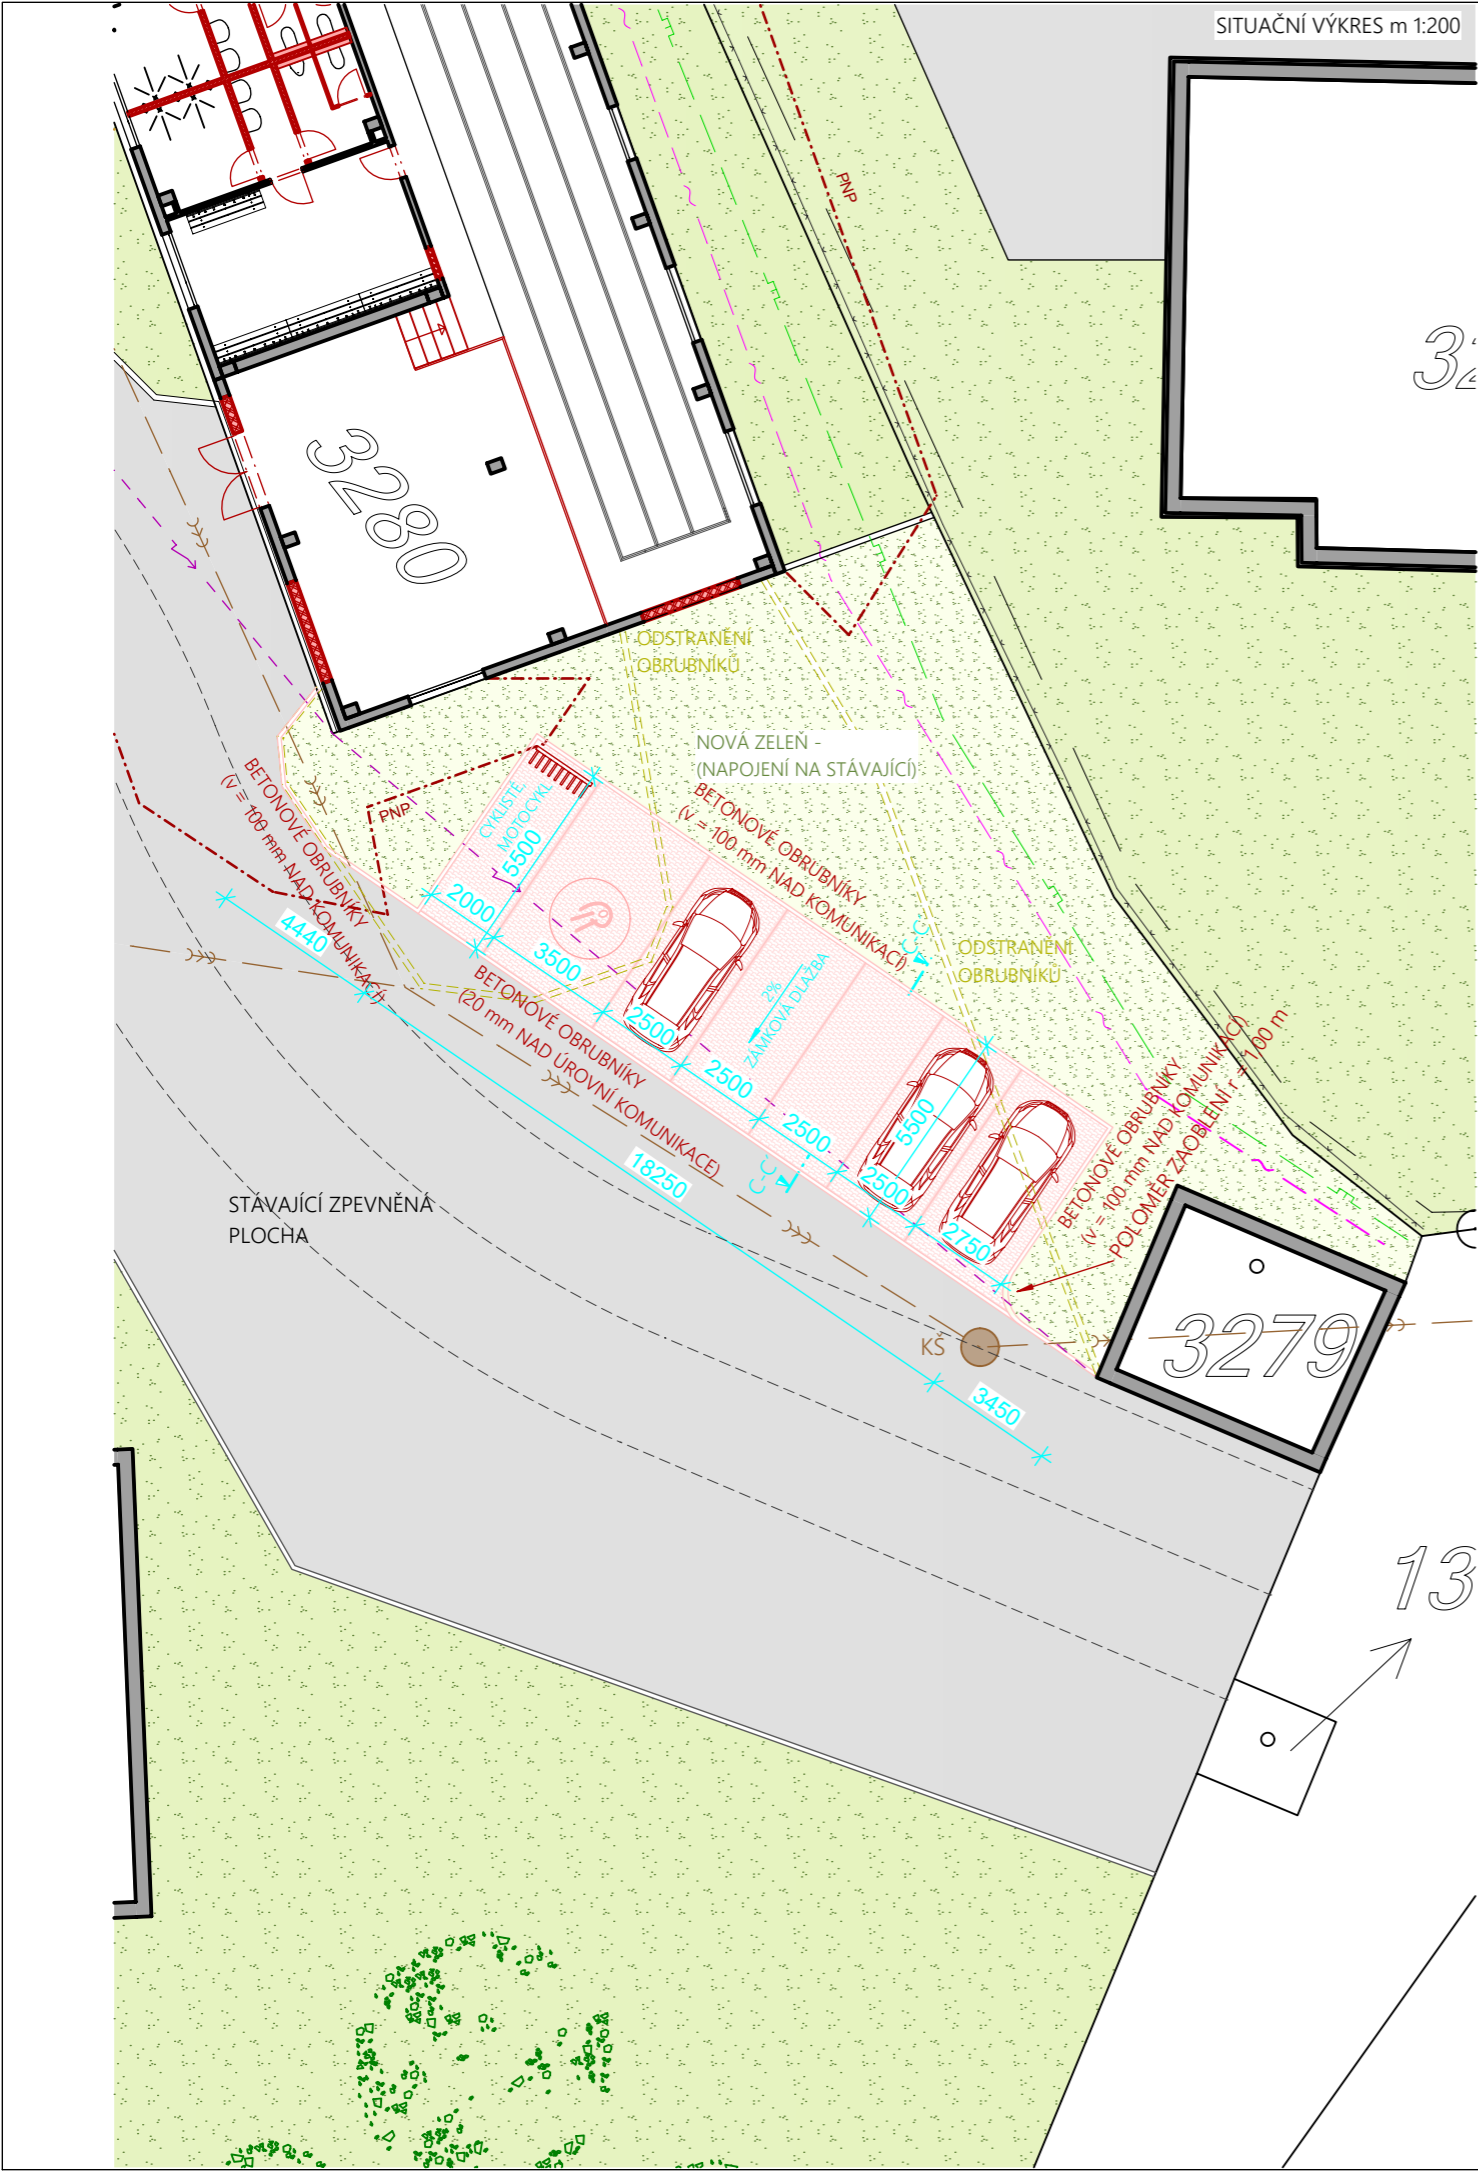 SITUAČNÍ VÝKRES m 1:200
PNP
3280
ODSTRANĚNÍ
OBRUBNÍKŮ
NOVÁ ZELEŇ -
(NAPOJENÍ NA STÁVAJÍCÍ)
BETONOVÉ OBRUBNÍKY
(v = 100 mm NAD KOMUNIKACÍ)
PNP
CYKLISTÉ,
MOTOCYKL
5500
BETONOVÉ OBRUBNÍKY
(v = 100 mm NAD KOMUNIKACÍ)
2000
4440
3500
2500
2500
2500
2500
2750
5500
2%
ZÁMKOVÁ DLAŽBA
C-C
C-C
ODSTRANĚNÍ
OBRUBNÍKŮ
BETONOVÉ OBRUBNÍKY
(20 mm NAD ÚROVNÍ KOMUNIKACE)
18250
BETONOVÉ OBRUBNÍKY
(v = 100 mm NAD KOMUNIKACÍ)
POLOMĚR ZAOBLENÍ r = 1,00 m
STÁVAJÍCÍ ZPEVNĚNÁ
PLOCHA
KŠ
3279
3450
13